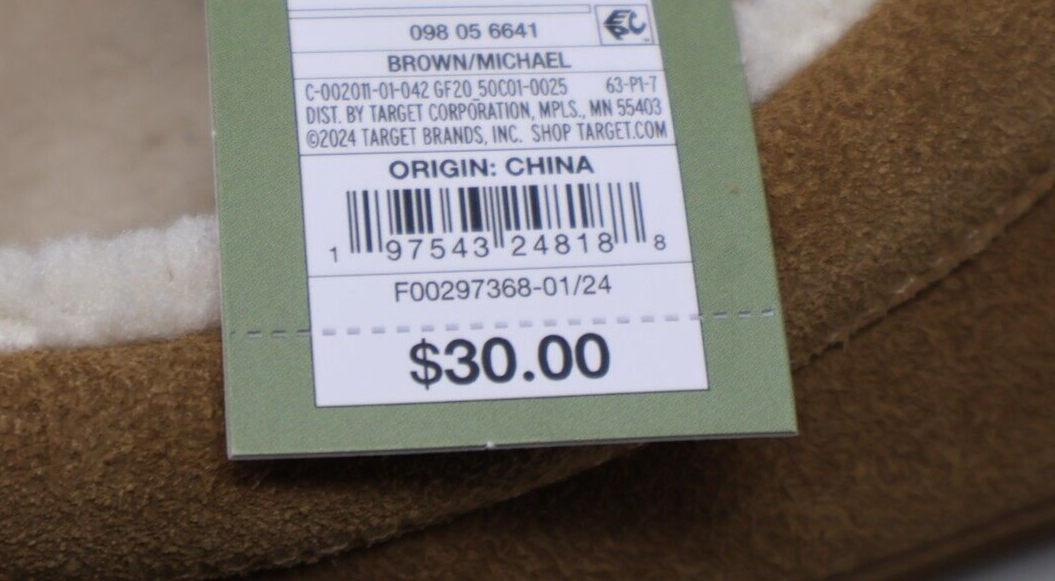 098 05 6641
EPC
BROWN/MICHAEL
C-002011-01-042 GF20_50C01-0025 63-P1-7
DIST. BY TARGET CORPORATION, MPLS., MN 55403
©2024 TARGET BRANDS, INC. SHOP TARGET.COM
ORIGIN: CHINA
1 97543 24818 8
F00297368-01/24
$30.00